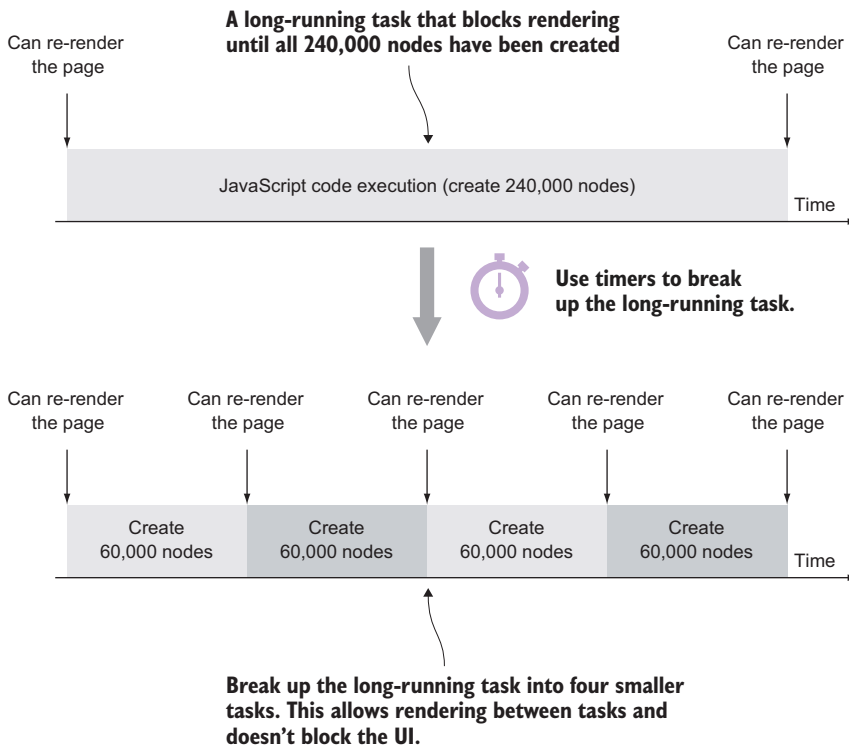 A long-running task that blocks rendering
until all 240,000 nodes have been created
Can re-render
the page
Can re-render
the page
JavaScript code execution (create 240,000 nodes)
Time
Use timers to break
up the long-running task.
Can re-render
the page
Can re-render
the page
Can re-render
the page
Can re-render
the page
Can re-render
the page
Create
60,000 nodes
Create
60,000 nodes
Create
60,000 nodes
Create
60,000 nodes
Time
Break up the long-running task into four smaller
tasks. This allows rendering between tasks and
doesn’t block the UI.